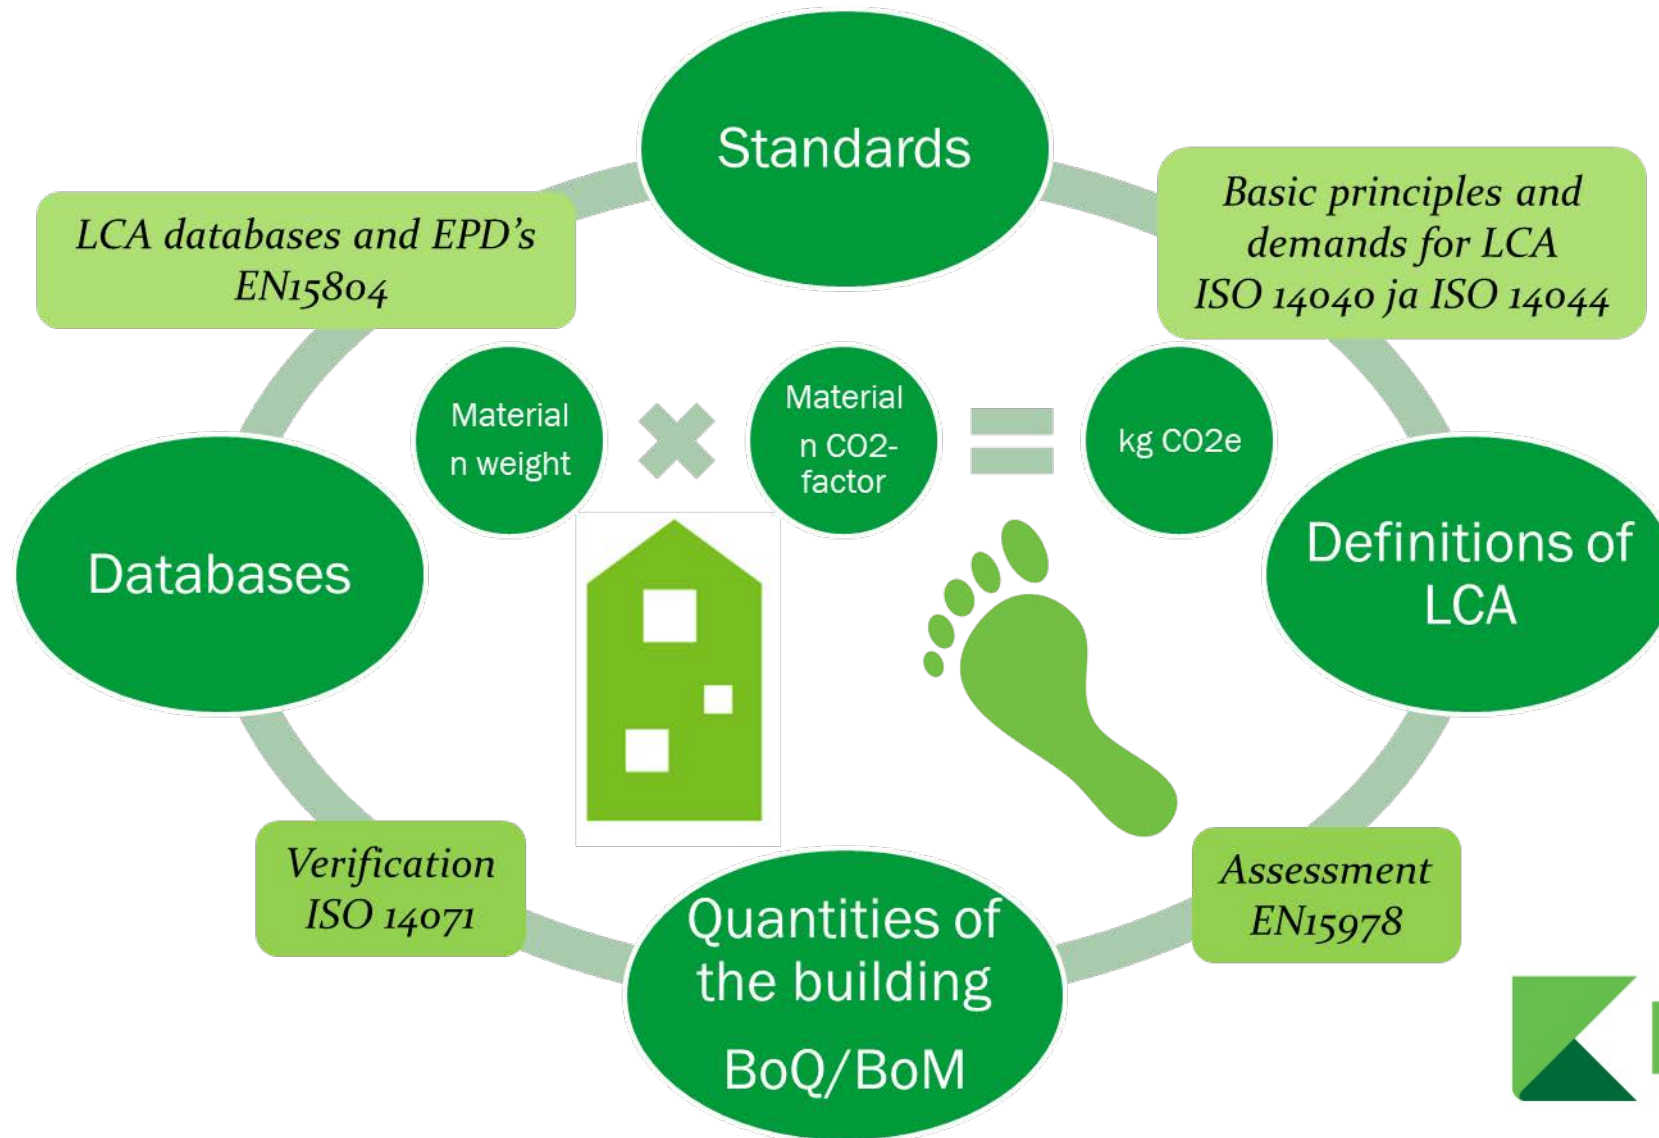 Standards
LCA databases and EPD's
EN15804
Basic principles and
demands for LCA
ISO 14040 ja ISO 14044
Material
n weight
Material
n CO2-
factor
kg CO2e
Databases
Definitions of
LCA
Verification
ISO 14071
Quantities of
the building
BoQ/BoM
Assessment
EN15978